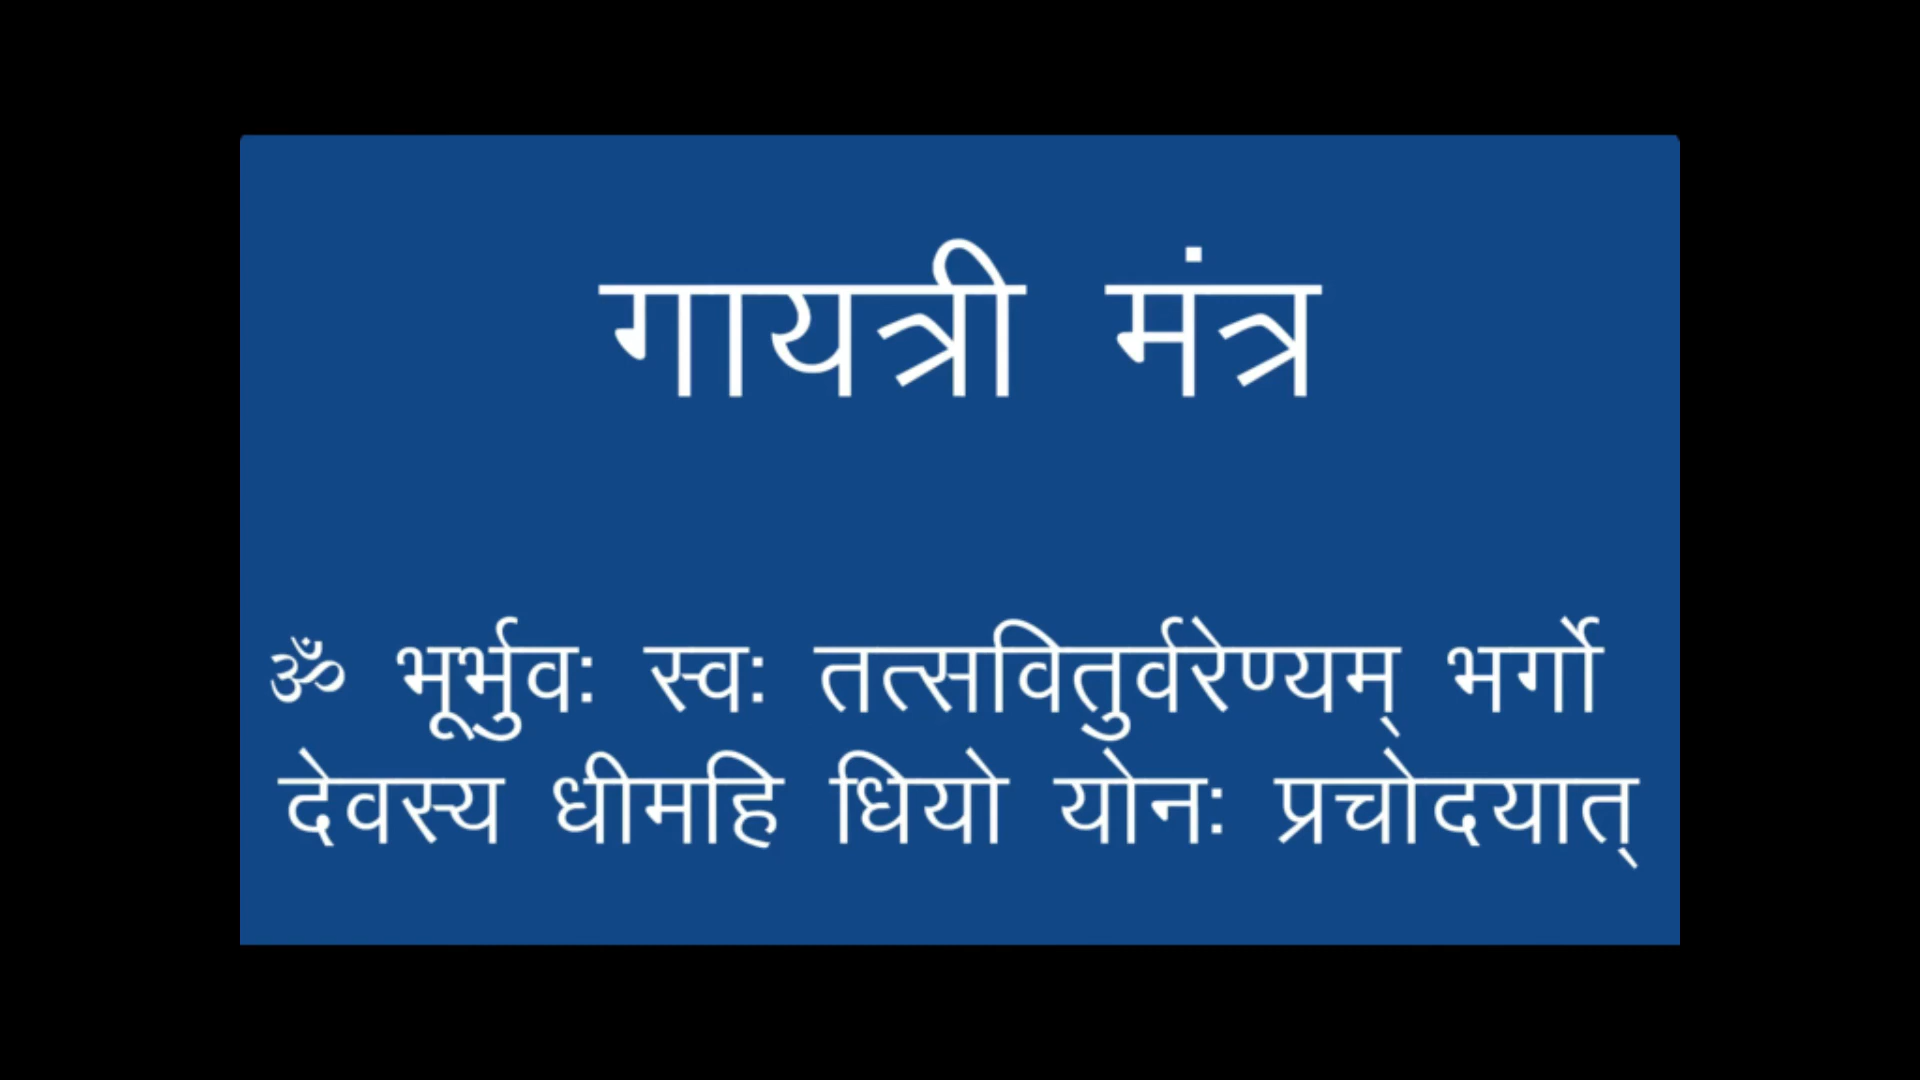 गायत्री मंत्र
ॐ भूर्भुवः स्वः तत्सवितुर्वरेण्यम् भर्गो
देवस्य धीमहि धियो योनः प्रचोदयात्